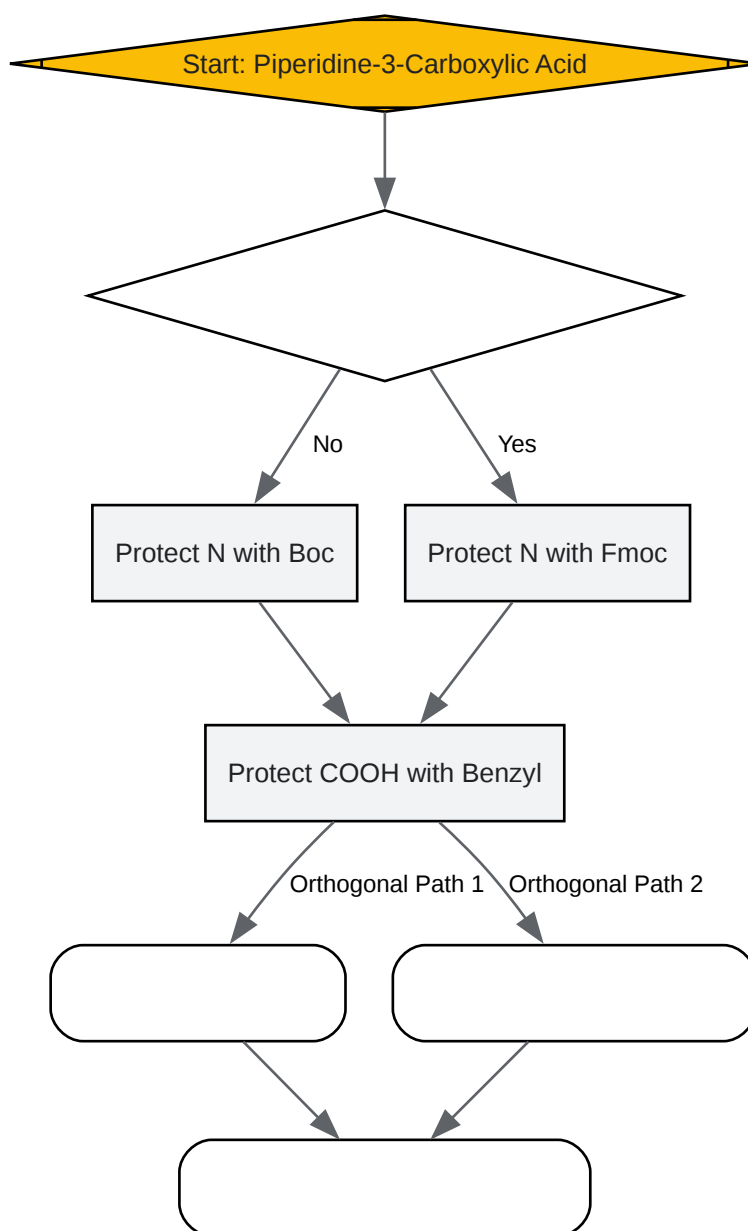 Start: Piperidine-3-Carboxylic Acid
No
Yes
Protect N with Boc
Protect N with Fmoc
Protect COOH with Benzyl
Orthogonal Path 1
Orthogonal Path 2